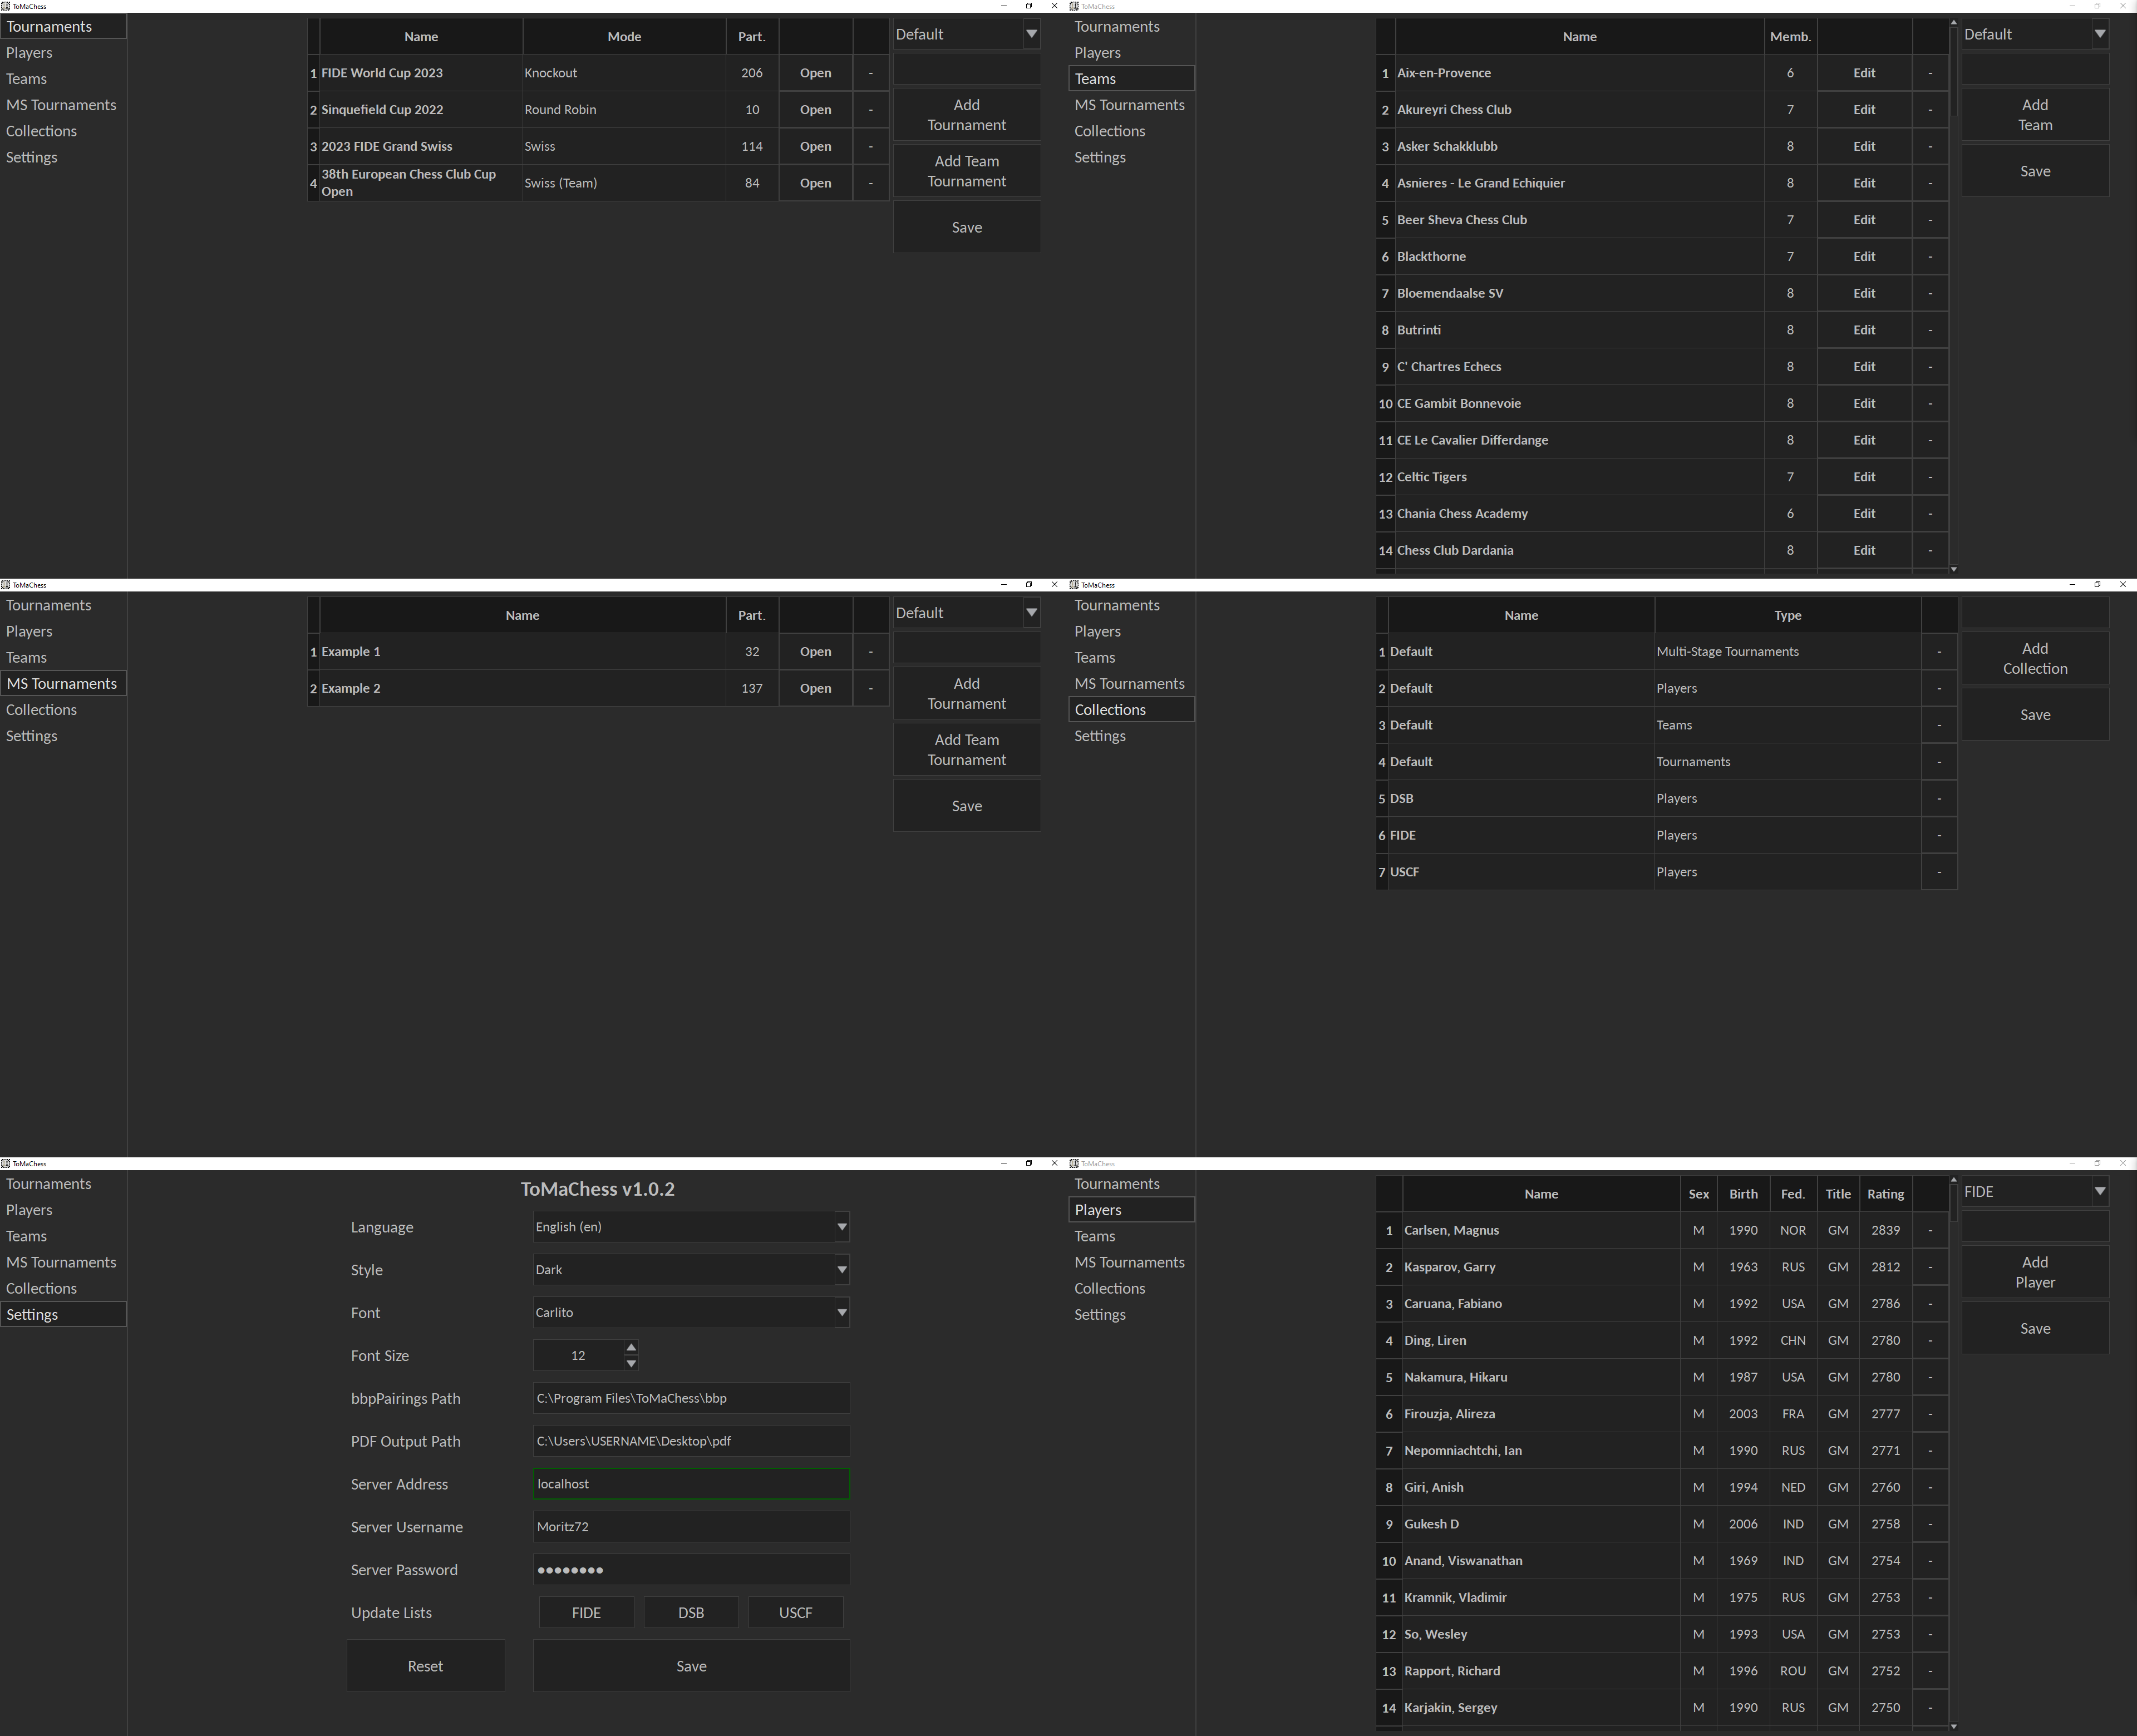 ToMaChess
Tournaments
Players
Teams
MS Tournaments
Collections
Settings
Name Mode Part.
1 FIDE World Cup 2023 Knockout 206 Open -
2 Sinquefield Cup 2022 Round Robin 10 Open -
3 2023 FIDE Grand Swiss Swiss 114 Open -
4 38th European Chess Club Cup Open Swiss (Team) 84 Open -
Default
Add
Tournament
Add Team
Tournament
Save
ToMaChess
Tournaments
Players
Teams
MS Tournaments
Collections
Settings
Name Memb.
1 Aix-en-Provence 6 Edit -
2 Akureyri Chess Club 7 Edit -
3 Asker Schakklubb 8 Edit -
4 Asnieres - Le Grand Echiquier 8 Edit -
5 Beer Sheva Chess Club 7 Edit -
6 Blackthorne 7 Edit -
7 Bloemendaalse SV 8 Edit -
8 Butrinti 8 Edit -
9 C' Chartres Echecs 8 Edit -
10 CE Gambit Bonnevoie 8 Edit -
11 CE Le Cavalier Differdange 8 Edit -
12 Celtic Tigers 7 Edit -
13 Chania Chess Academy 6 Edit -
14 Chess Club Dardania 8 Edit -
Default
Add
Team
Save
ToMaChess
Tournaments
Players
Teams
MS Tournaments
Collections
Settings
Name Part.
1 Example 1 32 Open -
2 Example 2 137 Open -
Default
Add
Tournament
Add Team
Tournament
Save
ToMaChess
Tournaments
Players
Teams
MS Tournaments
Collections
Settings
Name Type
1 Default Multi-Stage Tournaments -
2 Default Players -
3 Default Teams -
4 Default Tournaments -
5 DSB Players -
6 FIDE Players -
7 USCF Players -
Add
Collection
Save
ToMaChess
Tournaments
Players
Teams
MS Tournaments
Collections
Settings
ToMaChess v1.0.2
Language English (en)
Style Dark
Font Carlito
Font Size 12
bbpPairings Path C:\Program Files\ToMaChess\bbp
PDF Output Path C:\Users\USERNAME\Desktop\pdf
Server Address localhost
Server Username Moritz72
Server Password ●●●●●●●●
Update Lists FIDE DSB USCF
Reset Save
ToMaChess
Tournaments
Players
Teams
MS Tournaments
Collections
Settings
Name Sex Birth Fed. Title Rating
1 Carlsen, Magnus M 1990 NOR GM 2839 -
2 Kasparov, Garry M 1963 RUS GM 2812 -
3 Caruana, Fabiano M 1992 USA GM 2786 -
4 Ding, Liren M 1992 CHN GM 2780 -
5 Nakamura, Hikaru M 1987 USA GM 2780 -
6 Firouzja, Alireza M 2003 FRA GM 2777 -
7 Nepomniachtchi, Ian M 1990 RUS GM 2771 -
8 Giri, Anish M 1994 NED GM 2760 -
9 Gukesh D M 2006 IND GM 2758 -
10 Anand, Viswanathan M 1969 IND GM 2754 -
11 Kramnik, Vladimir M 1975 RUS GM 2753 -
12 So, Wesley M 1993 USA GM 2753 -
13 Rapport, Richard M 1996 ROU GM 2752 -
14 Karjakin, Sergey M 1990 RUS GM 2750 -
FIDE
Add
Player
Save